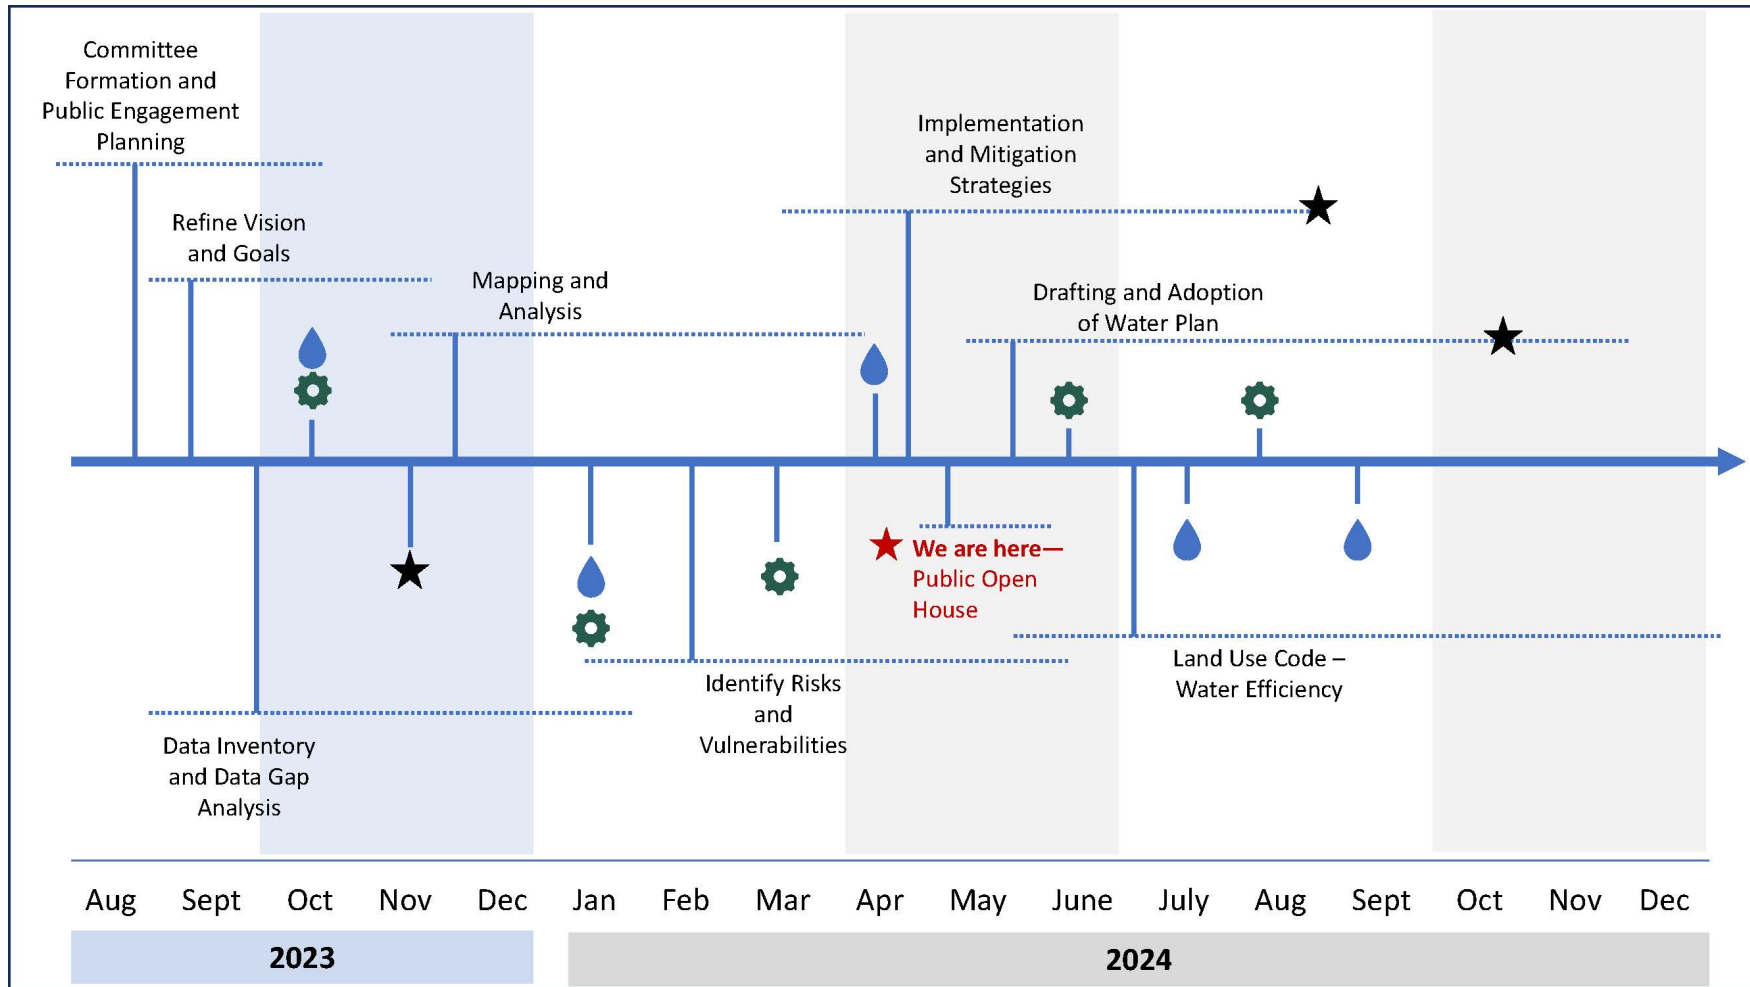 Committee
Formation and
Public Engagement
Planning
Refine Vision
and Goals
Mapping and
Analysis
Implementation
and Mitigation
Strategies
Drafting and Adoption
of Water Plan
We are here—
Public Open
House
Land Use Code –
Water Efficiency
Identify Risks
and
Vulnerabilities
Data Inventory
and Data Gap
Analysis
Aug Sept Oct Nov Dec Jan Feb Mar Apr May June July Aug Sept Oct Nov Dec
2023 2024